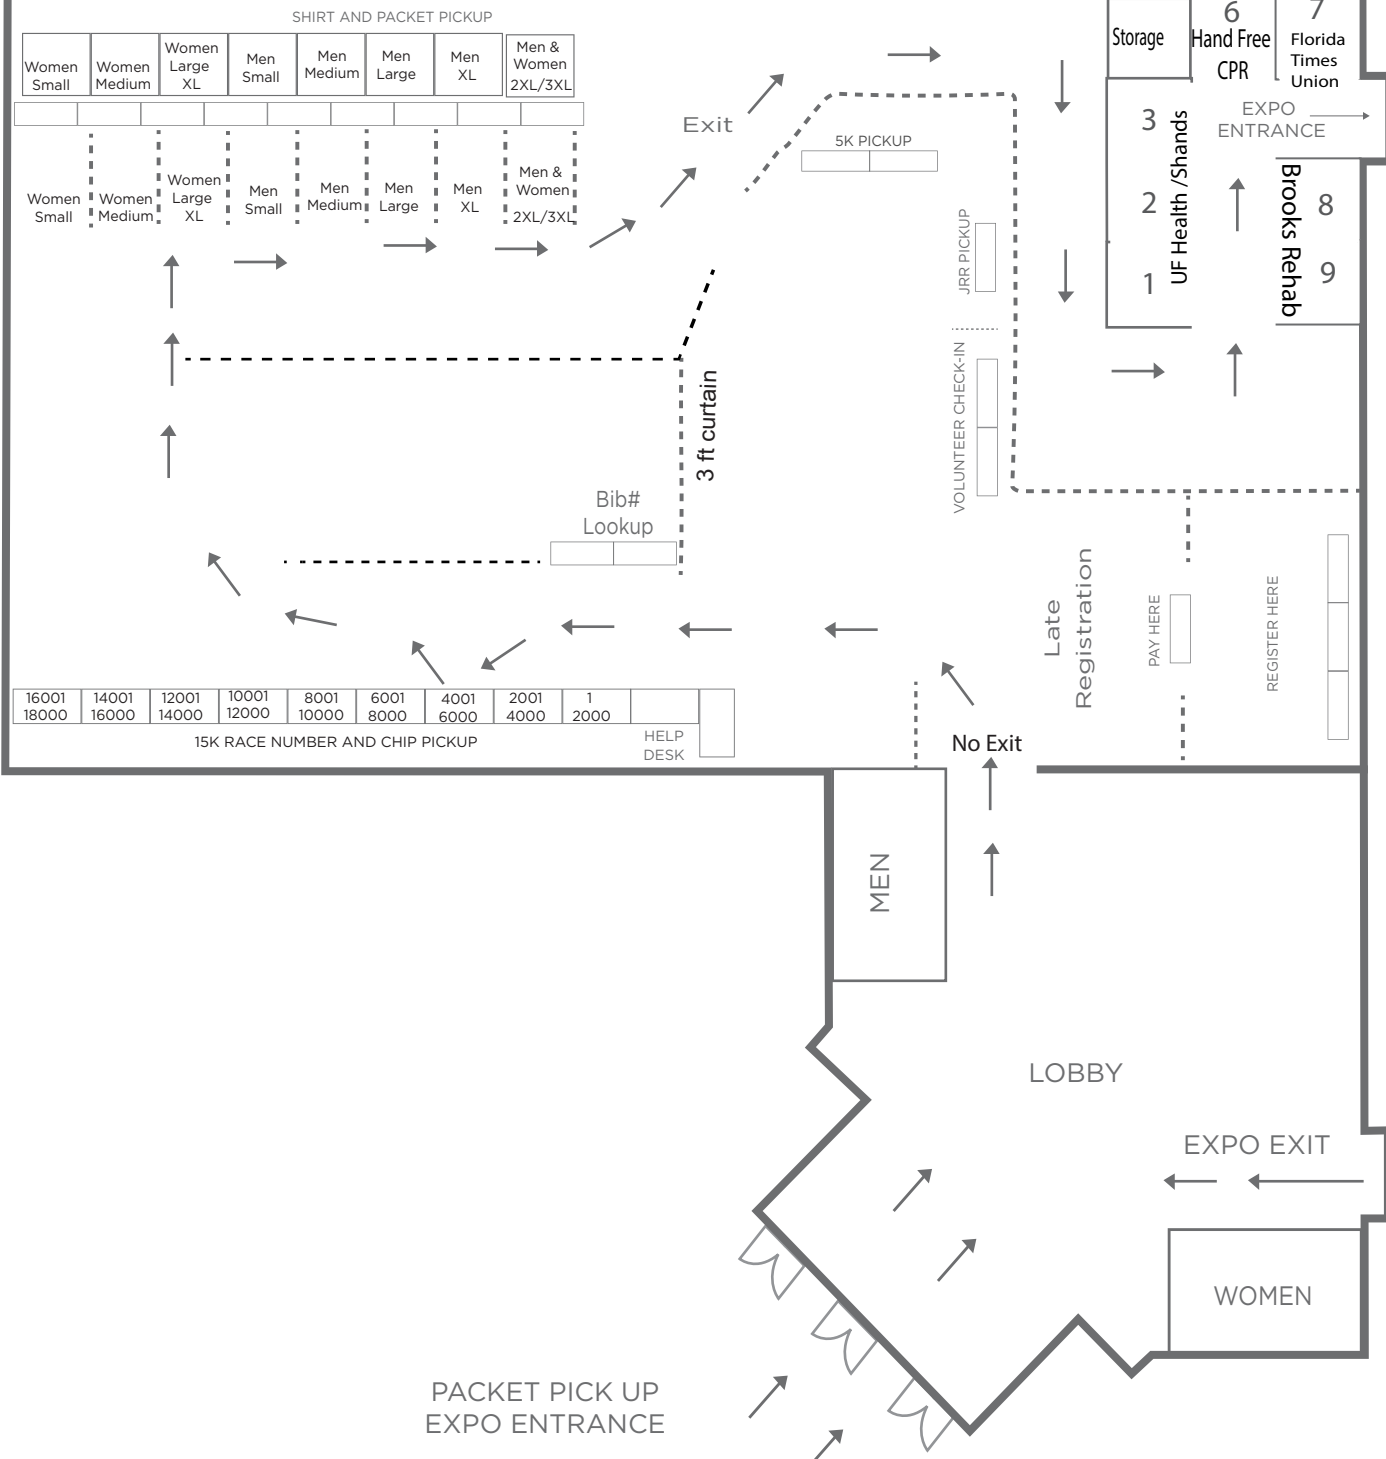 SHIRT AND PACKET PICKUP
Women
Small
Women
Medium
Women
Large
XL
Men
Small
Men
Medium
Men
Large
Men
XL
Men &
Women
2XL/3XL
Women
Small
Women
Medium
Women
Large
XL
Men
Small
Men
Medium
Men
Large
Men
XL
Men &
Women
2XL/3XL
Exit
5K PICKUP
JRR PICKUP
VOLUNTEER CHECK-IN
Storage
6
Hand Free
CPR
7
Florida
Times
Union
EXPO
ENTRANCE
3
2
1
UF Health /Shands
Brooks Rehab
8
9
3 ft curtain
Bib#
Lookup
Late
Registration
PAY HERE
REGISTER HERE
16001
18000
14001
16000
12001
14000
10001
12000
8001
10000
6001
8000
4001
6000
2001
4000
1
2000
15K RACE NUMBER AND CHIP PICKUP
HELP
DESK
No Exit
MEN
LOBBY
EXPO EXIT
WOMEN
PACKET PICK UP
EXPO ENTRANCE